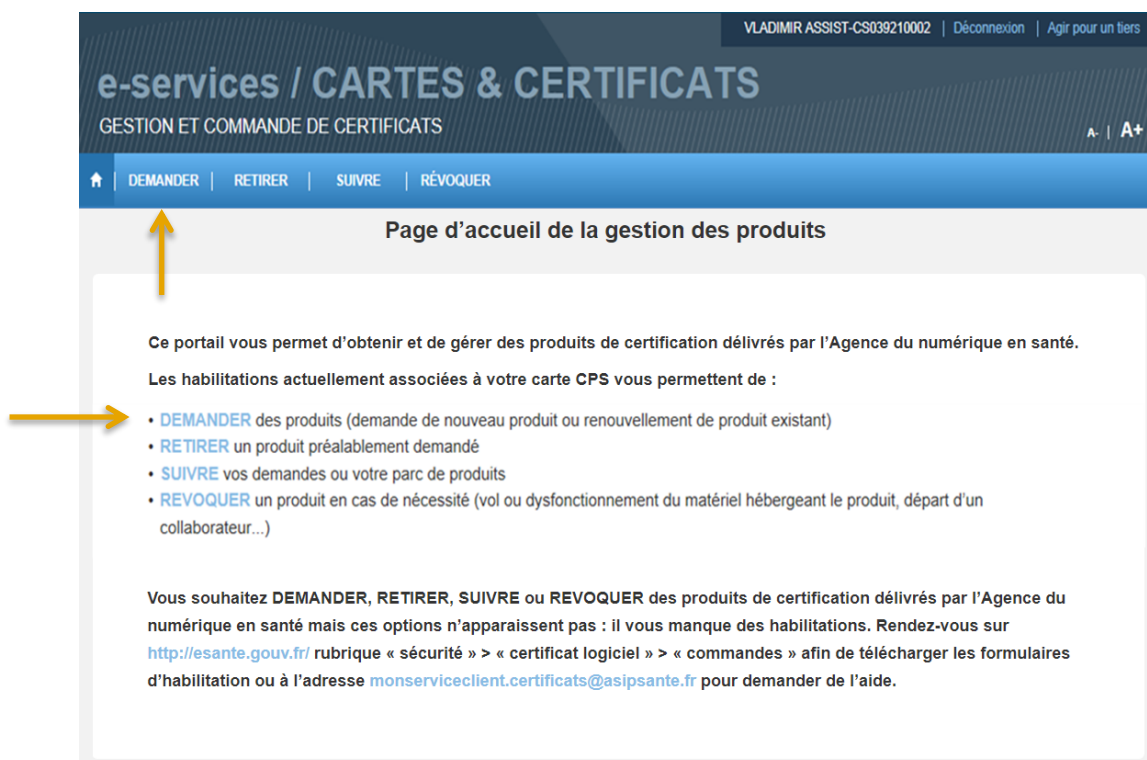 VLADIMIR ASSIST-CS039210002 | Déconnexion | Agir pour un tiers
e-services / CARTES & CERTIFICATS
GESTION ET COMMANDE DE CERTIFICATS
A- | A+
DEMANDER | RETIRER | SUIVRE | RÉVOQUER
Page d’accueil de la gestion des produits
Ce portail vous permet d’obtenir et de gérer des produits de certification délivrés par l’Agence du numérique en santé.
Les habilitations actuellement associées à votre carte CPS vous permettent de :
• DEMANDER des produits (demande de nouveau produit ou renouvellement de produit existant)
• RETIRER un produit préalablement demandé
• SUIVRE vos demandes ou votre parc de produits
• REVOQUER un produit en cas de nécessité (vol ou dysfonctionnement du matériel hébergeant le produit, départ d’un
collaborateur...)
Vous souhaitez DEMANDER, RETIRER, SUIVRE ou REVOQUER des produits de certification délivrés par l’Agence du
numérique en santé mais ces options n’apparaissent pas : il vous manque des habilitations. Rendez-vous sur
http://esante.gouv.fr/ rubrique « sécurité » > « certificat logiciel » > « commandes » afin de télécharger les formulaires
d’habilitation ou à l’adresse monserviceclient.certificats@asipsante.fr pour demander de l’aide.